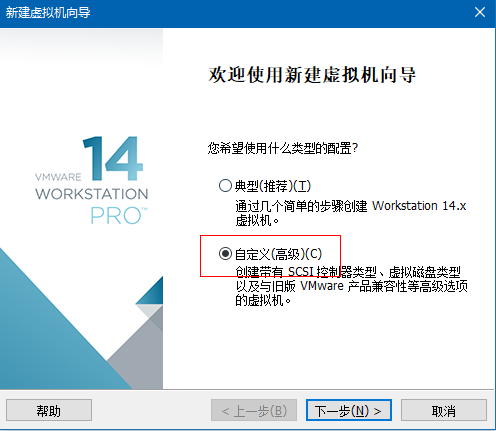 新建虚拟机向导
欢迎使用新建虚拟机向导
您希望使用什么类型的配置?
14
VMWARE
WORKSTATION
PRO™
典型(推荐)(T)
通过几个简单的步骤创建 Workstation 14.x
虚拟机。
自定义(高级)(C)
创建带有 SCSI 控制器类型、虚拟磁盘类型
以及与旧版 VMware 产品兼容性等高级选项
的虚拟机。
帮助
< 上一步(B)
下一步(N) >
取消